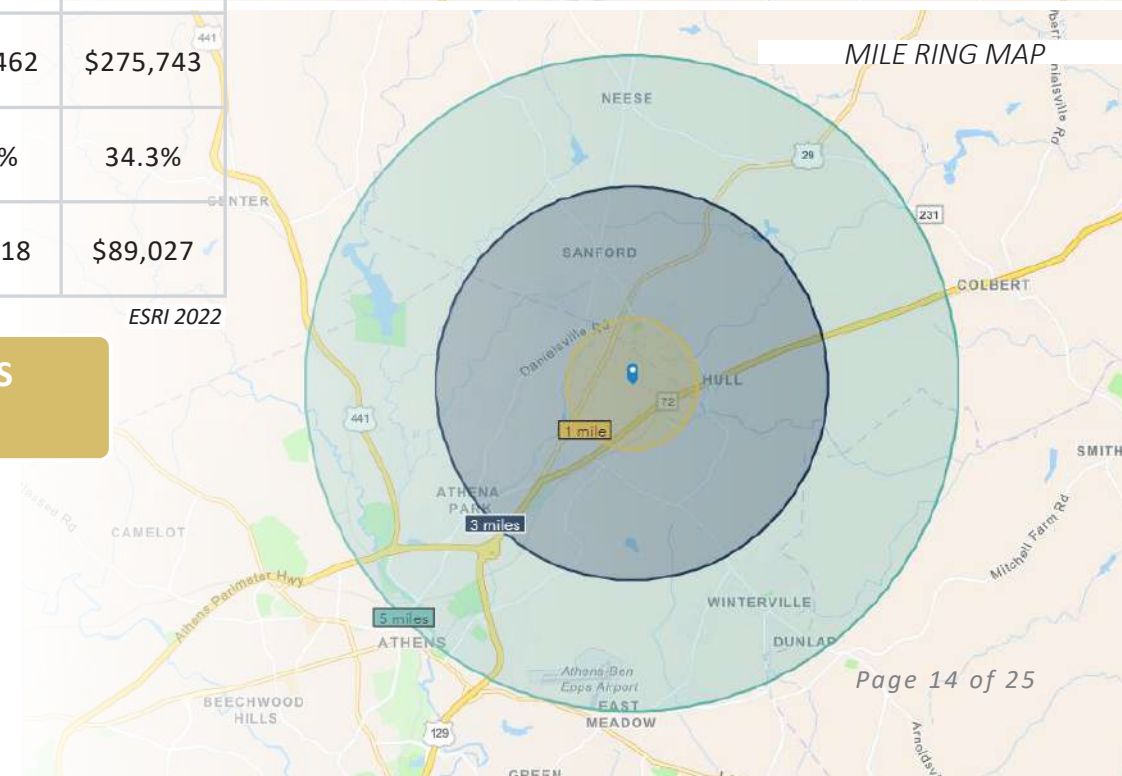 441
462 $275,743
MILE RING MAP
NEESE
% 34.3%
29
CENTER
231
18 $89,027
SANFORD
COLBERT
ESRI 2022
Danielsville Rd
S
HULL
72
441
1 mile
SMITH
ATHENA
PARK
3 miles
CAMELOT
Mitchell Farm Rd
Athens Perimeter Hwy
WINTERVILLE
5 miles
ATHENS
DUNLAP
Athens-Ben
Epps Airport
Page 14 of 25
BEECHWOOD
HILLS
EAST
MEADOW
129
GREEN